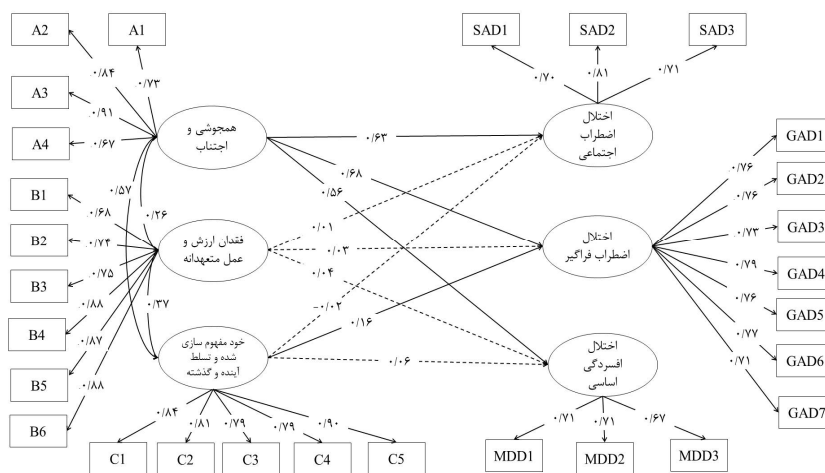 A2
A1
SAD1
SAD2
SAD3
۰/۸۴
۰/۷۳
۰/۷۰
۰/۸۱
۰/۷۱
A3
۰/۹۱
A4
۰/۶۷
همجوشی و
اجتناب
۰/۶۳
اختلال
اضطراب
اجتماعی
۰/۶۸
۰/۵۶
GAD1
۰/۷۶
GAD2
۰/۷۶
B1
۰/۵۷
۰/۲۶
۰/۶۸
B2
۰/۷۴
فقدان ارزش و
عمل متعهدانه
۰/۰۱
۰/۰۳
۰/۰۴
اختلال
اضطراب فراگیر
GAD3
۰/۷۳
GAD4
۰/۷۹
B3
۰/۷۵
B4
۰/۸۸
۰/۳۷
-۰/۰۲
۰/۱۶
GAD5
۰/۷۶
GAD6
۰/۷۷
B5
۰/۸۷
خود مفهوم سازی
شده و تسلط
آینده و گذشته
۰/۰۶
اختلال
افسردگی
اساسی
GAD7
۰/۷۱
B6
۰/۸۸
۰/۸۴
۰/۸۱
۰/۷۹
۰/۷۹
۰/۹۰
۰/۷۱
۰/۷۱
۰/۶۷
C1
C2
C3
C4
C5
MDD1
MDD2
MDD3